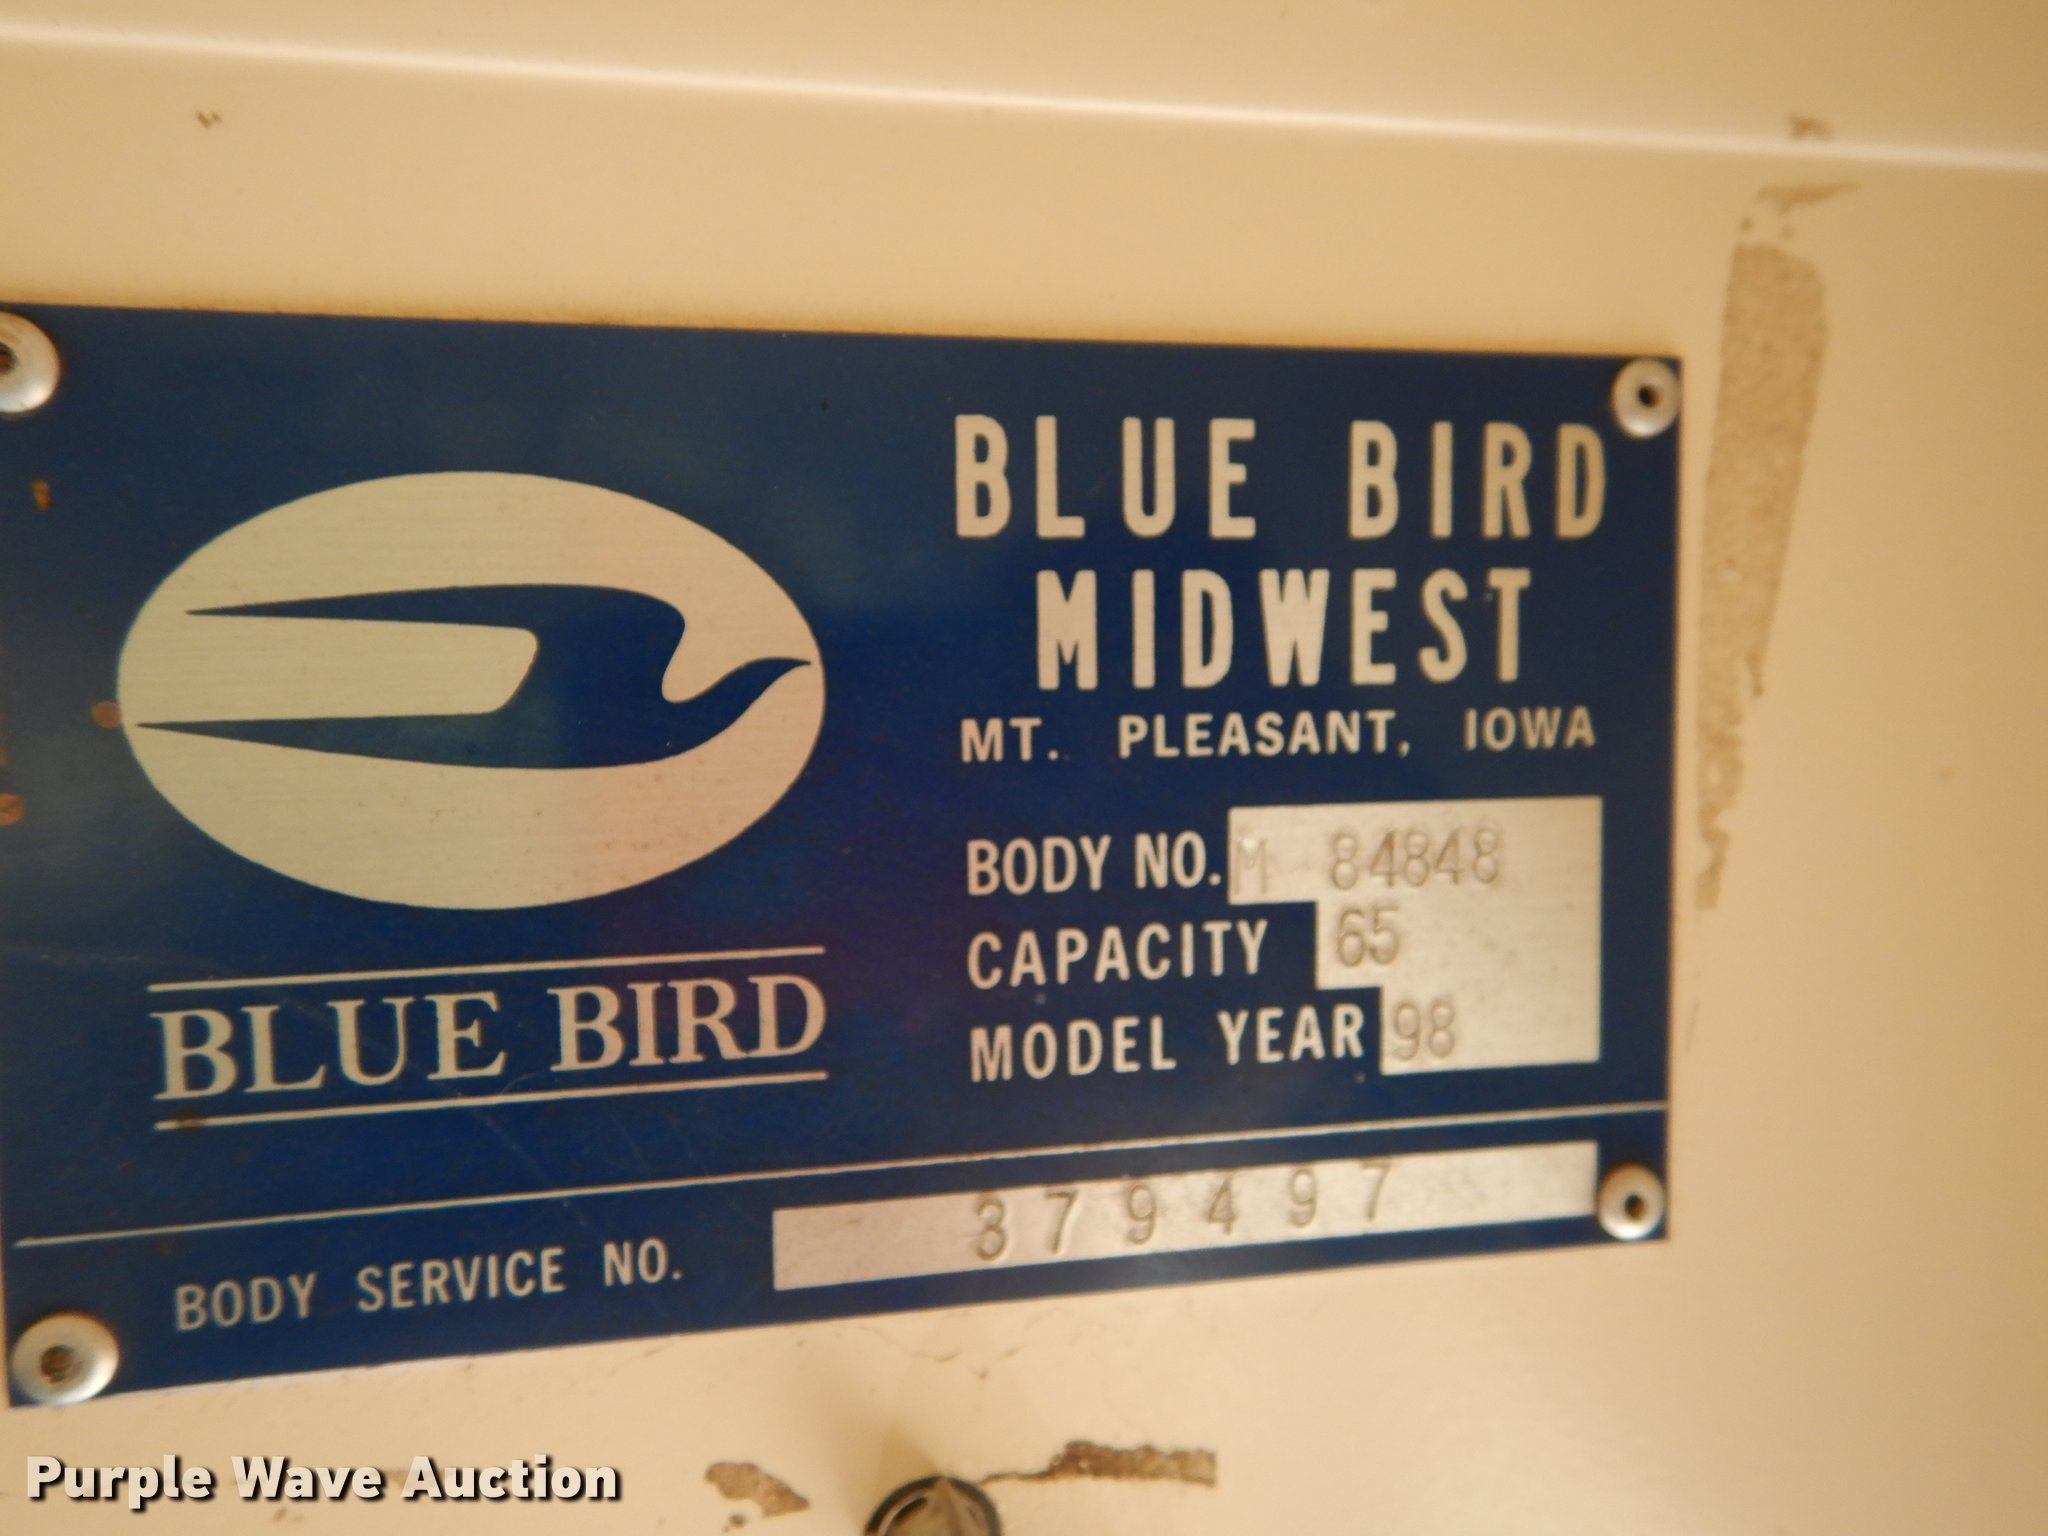 BLUE BIRD
MIDWEST
MT. PLEASANT, IOWA
BODY NO. M 84848
CAPACITY 65
MODEL YEAR 98
BLUE BIRD
BODY SERVICE NO. 379497
Purple Wave Auction